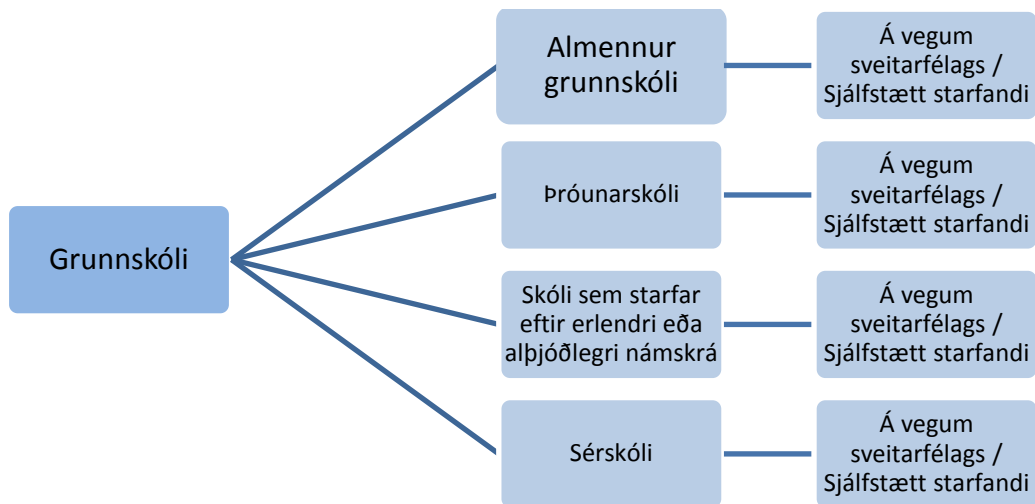 Grunnskóli
Almennur
grunnskóli
Á vegum
sveitarfélags /
Sjálfstætt starfandi
Þróunarskóli
Á vegum
sveitarfélags /
Sjálfstætt starfandi
Skóli sem starfar
eftir erlendri eða
alþjóðlegri námskrá
Á vegum
sveitarfélags /
Sjálfstætt starfandi
Sérskóli
Á vegum
sveitarfélags /
Sjálfstætt starfandi